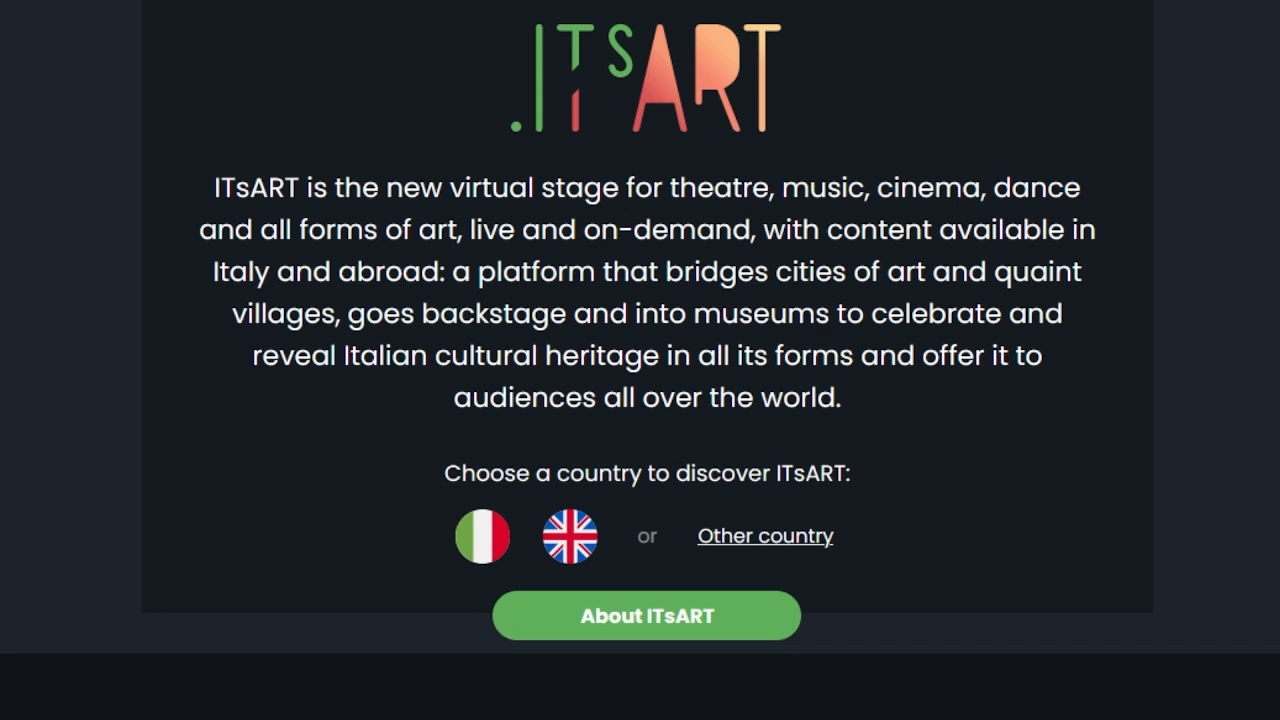 .ITsART
ITsART is the new virtual stage for theatre, music, cinema, dance
and all forms of art, live and on-demand, with content available in
Italy and abroad: a platform that bridges cities of art and quaint
villages, goes backstage and into museums to celebrate and
reveal Italian cultural heritage in all its forms and offer it to
audiences all over the world.
Choose a country to discover ITsART:
or Other country
About ITsART